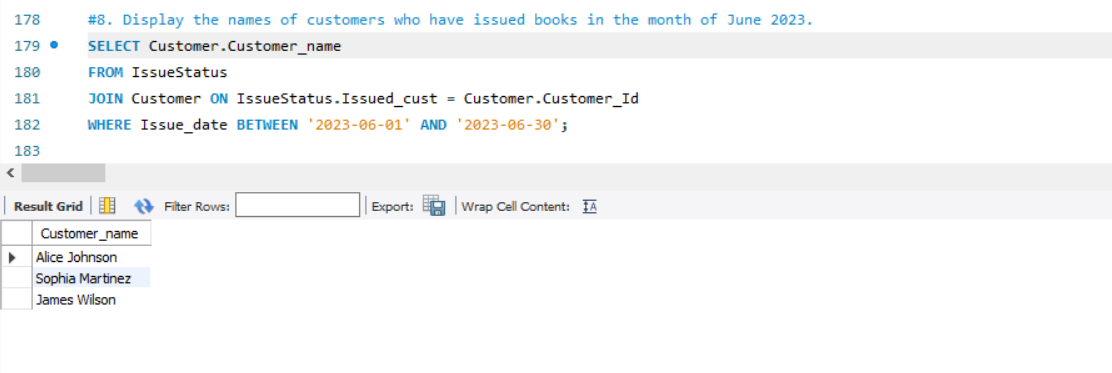 178 #8. Display the names of customers who have issued books in the month of June 2023.
179 SELECT Customer.Customer_name
180 FROM IssueStatus
181 JOIN Customer ON IssueStatus.Issued_cust = Customer.Customer_Id
182 WHERE Issue_date BETWEEN '2023-06-01' AND '2023-06-30';
183
Result Grid Filter Rows: Export: Wrap Cell Content: IA
Customer_name
Alice Johnson
Sophia Martinez
James Wilson